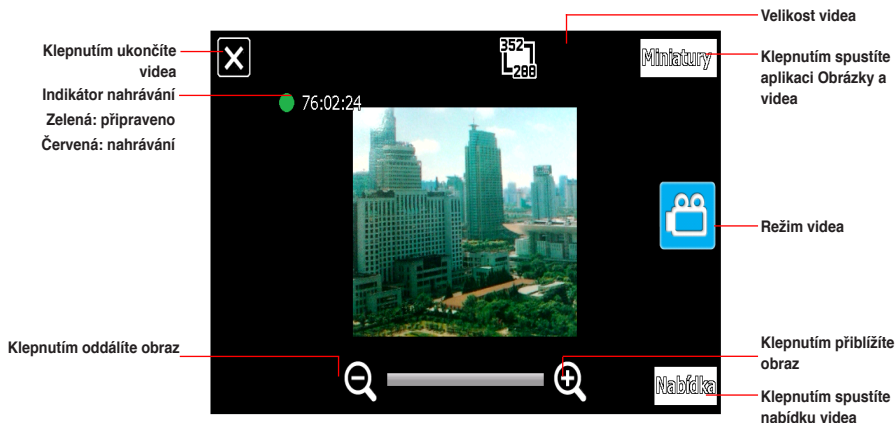 Velikost videa
Klepnutím ukončíte
videa
352
288
Miniatury
Klepnutím spustíte
aplikaci Obrázky a
videa
Indikátor nahrávání
Zelená: připraveno
Červená: nahrávání
76:02:24
Režim videa
Klepnutím oddálíte obraz
Klepnutím přiblížíte
obraz
Nabídka
Klepnutím spustíte
nabídku videa